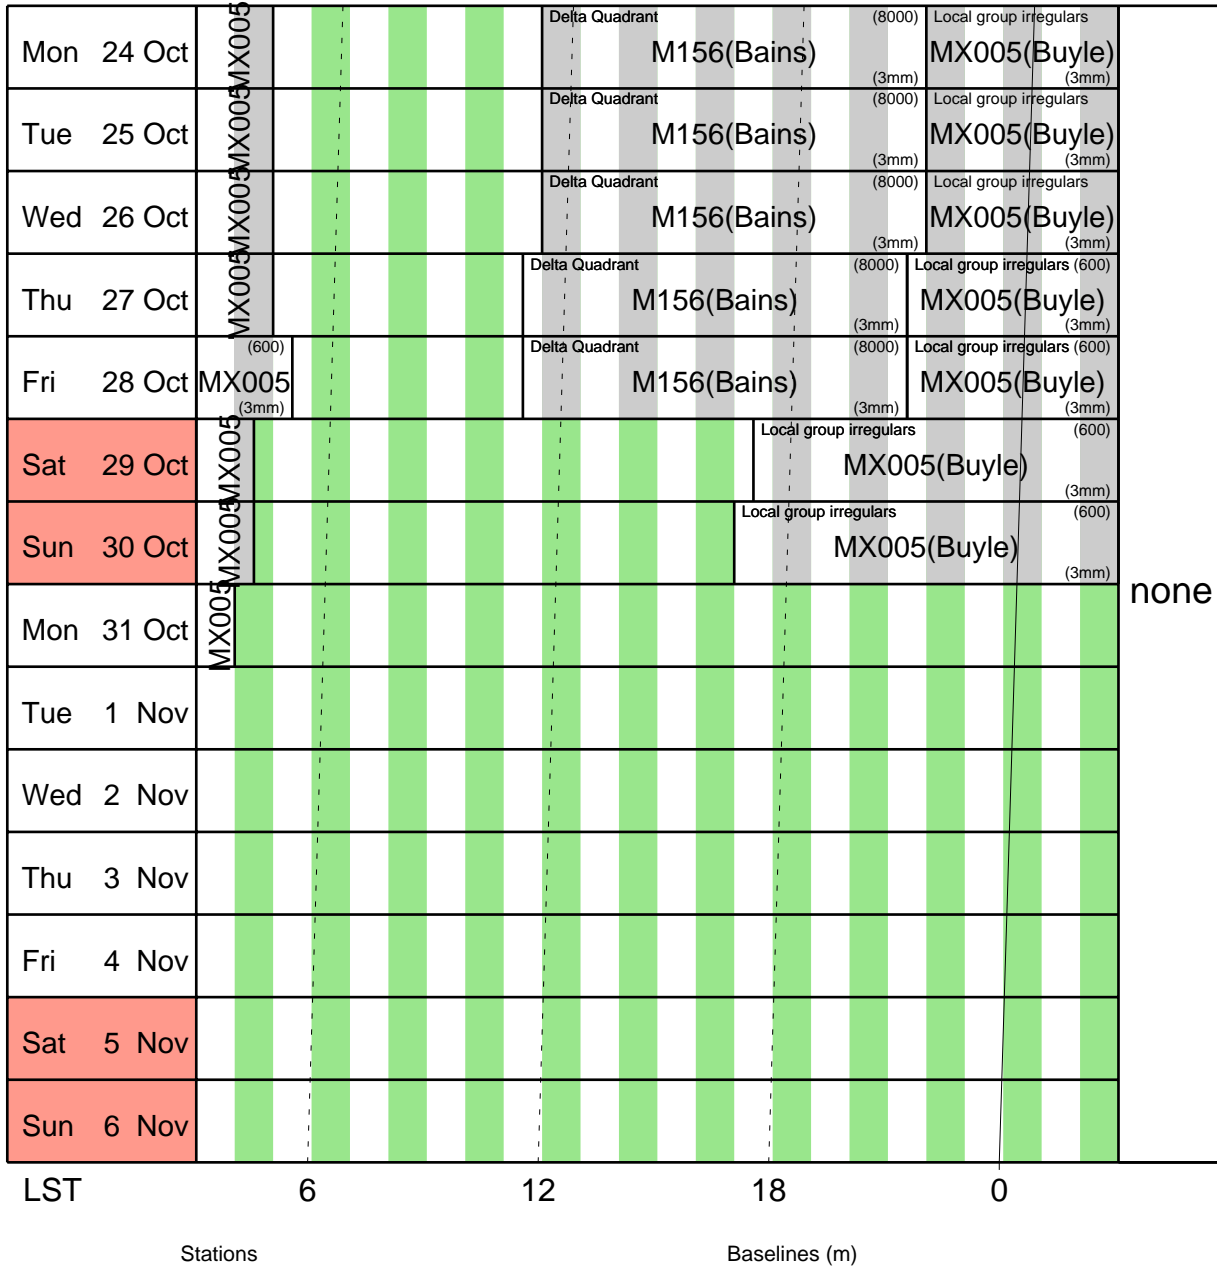 Mon 24 Oct MX005 Delta Quadrant (8000) Local group irregulars
M156(Bains) MX005(Buyle)
(3mm) (3mm)
Tue 25 Oct MX005 Delta Quadrant (8000) Local group irregulars
M156(Bains) MX005(Buyle)
(3mm) (3mm)
Wed 26 Oct MX005 Delta Quadrant (8000) Local group irregulars
M156(Bains) MX005(Buyle)
(3mm) (3mm)
Thu 27 Oct MX005 Delta Quadrant (8000) Local group irregulars (600)
M156(Bains) MX005(Buyle)
(3mm) (3mm)
(600) Delta Quadrant (8000) Local group irregulars (600)
Fri 28 Oct MX005 M156(Bains) MX005(Buyle)
(3mm) (3mm) (3mm)
Sat 29 Oct MX005 Local group irregulars (600)
MX005(Buyle)
(3mm)
Sun 30 Oct MX005 Local group irregulars (600)
MX005(Buyle)
(3mm)
none
Mon 31 Oct MX005
Tue 1 Nov
Wed 2 Nov
Thu 3 Nov
Fri 4 Nov
Sat 5 Nov
Sun 6 Nov
LST 6 12 18 0
Stations Baselines (m)